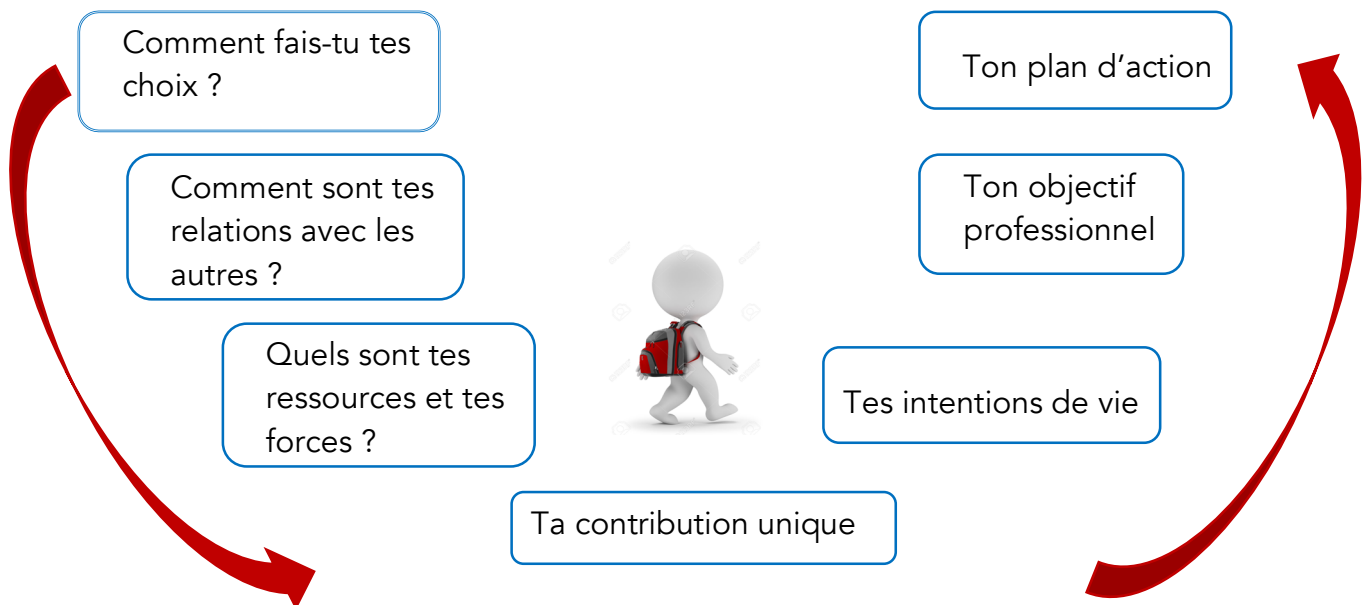 Comment fais-tu tes
choix ?
Comment sont tes
relations avec les
autres ?
Quels sont tes
ressources et tes
forces ?
Ta contribution unique
Tes intentions de vie
Ton objectif
professionnel
Ton plan d’action